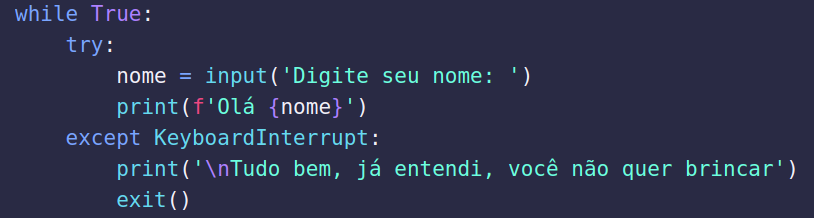 while True:
    try:
        nome = input('Digite seu nome: ')
        print(f'Olá {nome}')
    except KeyboardInterrupt:
        print('\nTudo bem, já entendi, você não quer brincar')
        exit()